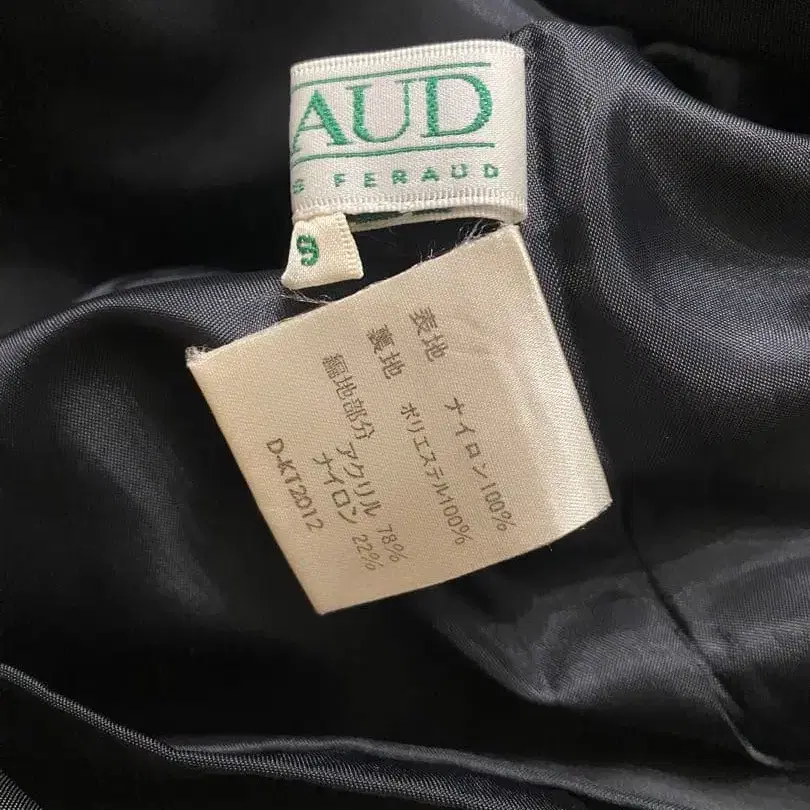 AUD
FERAUD
9
表地 ナイロン100%
裏地 ポリエステル100%
編地部分 アクリル 78%
ナイロン 22%
D-KT2012